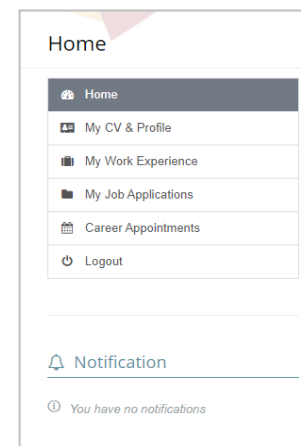 Home
Home
My CV & Profile
My Work Experience
My Job Applications
Career Appointments
Logout
Notification
You have no notifications